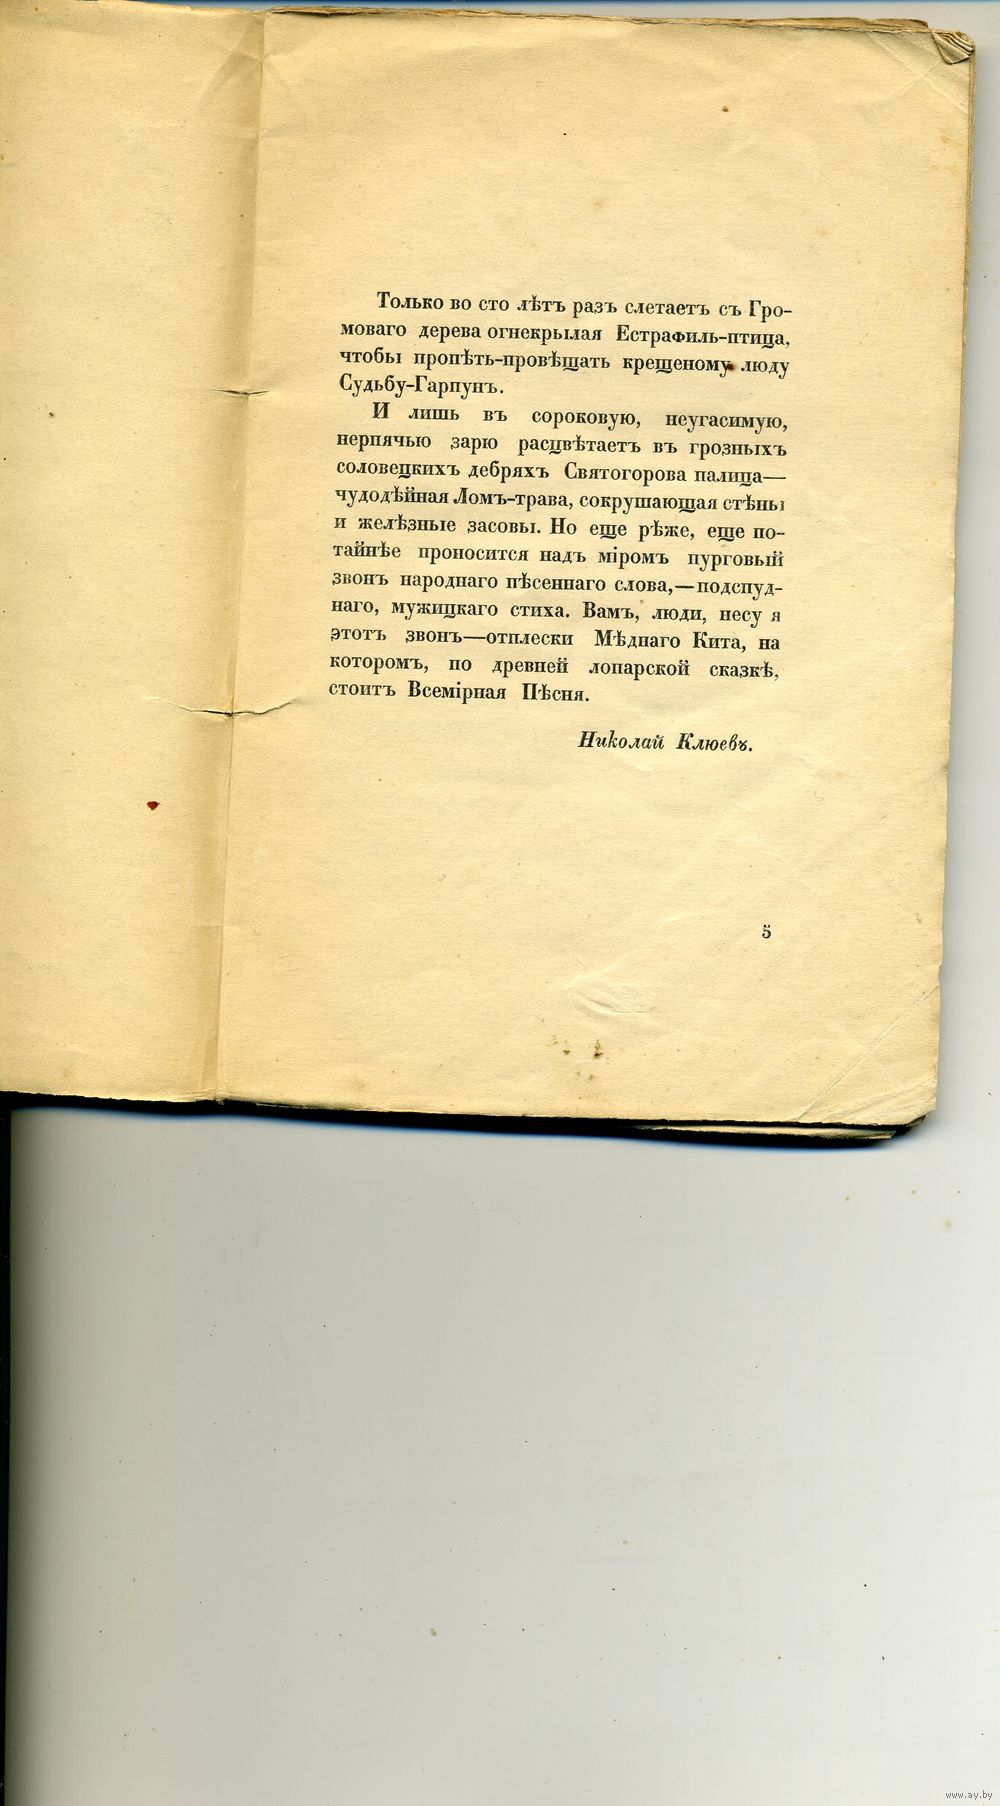 Только во сто лѣтъ разъ слетаетъ съ Гро-
моваго дерева огнекрылая Естрафиль-птица,
чтобы пропѣть-провѣщать крещеному люду
Судьбу-Гарпунъ.
И лишь въ сороковую, неугасимую,
нерпячью зарю расцвѣтаетъ въ грозныхъ
соловецкихъ дебряхъ Святогорова палица—
чудодѣйная Ломъ-трава, сокрушающая стѣны
и желѣзные засовы. Но еще рѣже, еще по-
тайнѣе проносится надъ міромъ пурговый
звонъ народнаго пѣсеннаго слова,—подспуд-
наго, мужицкаго стиха. Вамъ, люди, несу я
этотъ звонъ—отплески Мѣднаго Кита, на
которомъ, по древней лопарской сказкѣ,
стоитъ Всемірная Пѣсня.
Николай Клюевъ.
5
www.ay.by